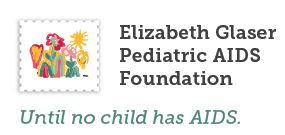 Elizabeth Glaser
Pediatric AIDS
Foundation
Until no child has AIDS.